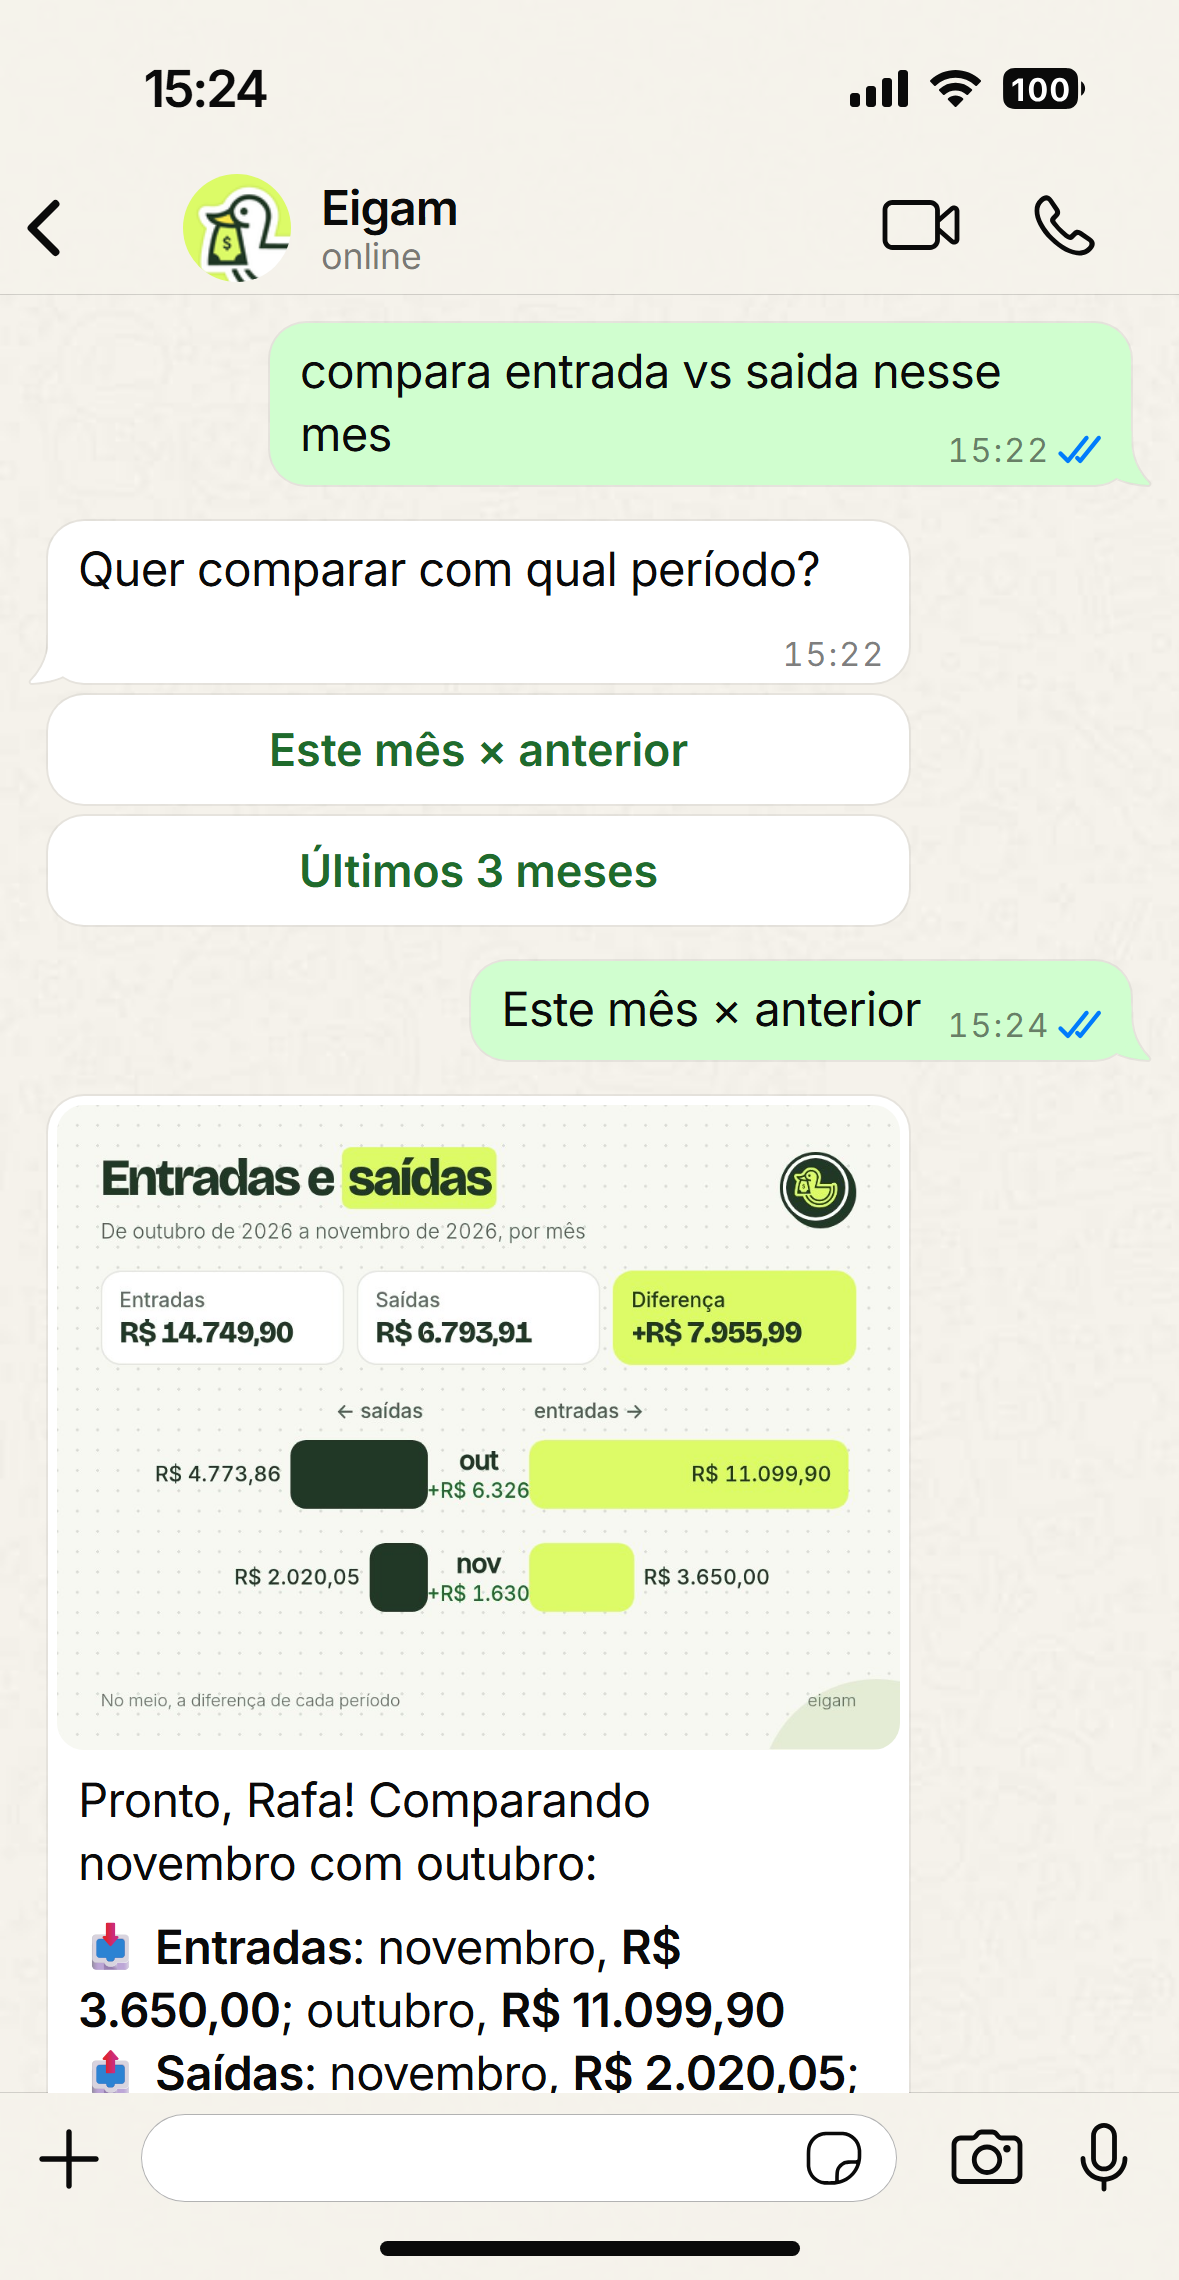 15:24
100
Eigam
online
compara entrada vs saida nesse
mes
15:22
Quer comparar com qual período?
15:22
Este mês × anterior
Últimos 3 meses
Este mês × anterior 15:24
Entradas e saídas
De outubro de 2026 a novembro de 2026, por mês
Entradas
R$ 14.749,90
Saídas
R$ 6.793,91
Diferença
+R$ 7.955,99
← saídas entradas →
R$ 4.773,86 out R$ 11.099,90
+R$ 6.326
R$ 2.020,05 nov R$ 3.650,00
+R$ 1.630
No meio, a diferença de cada período eigam
Pronto, Rafa! Comparando
novembro com outubro:
📥 Entradas: novembro, R$
3.650,00; outubro, R$ 11.099,90
📤 Saídas: novembro, R$ 2.020,05;